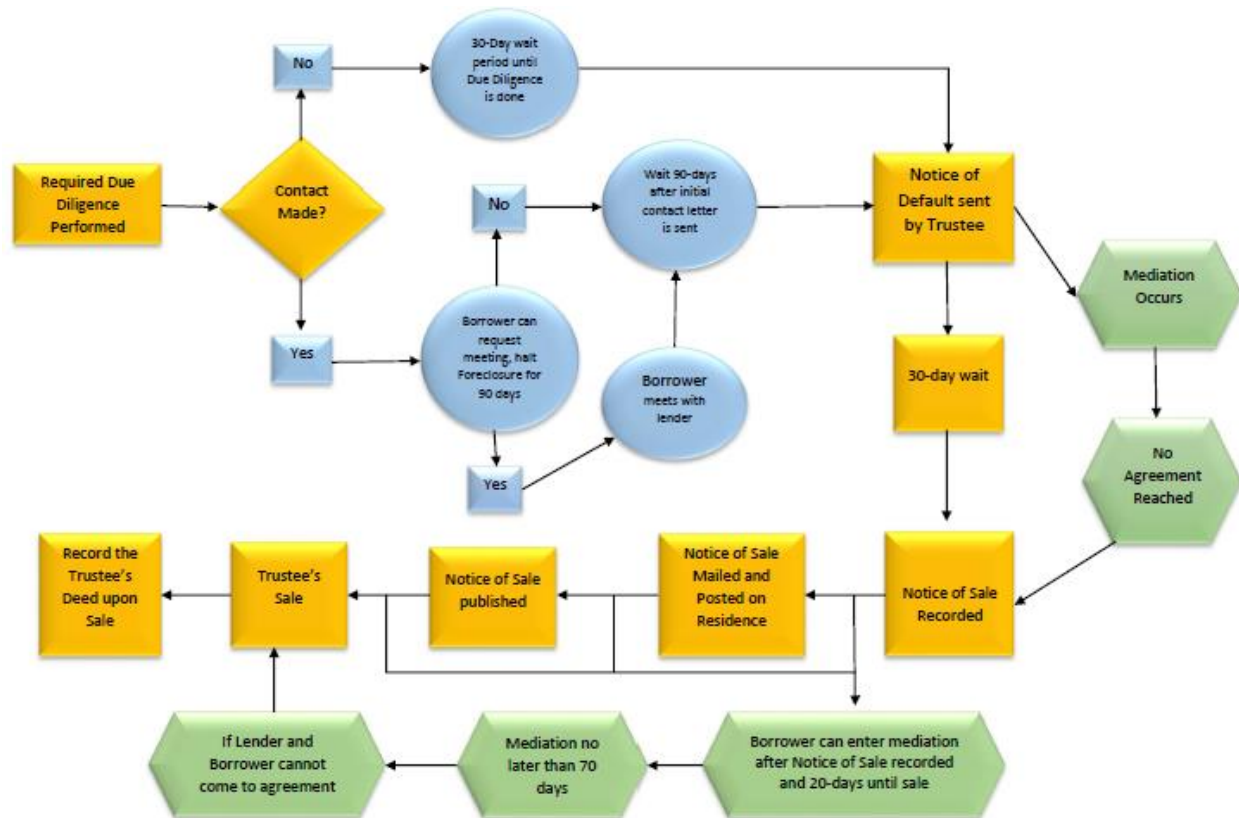 No
30-Day wait
period until
Due Diligence
is done
Required Due
Diligence
Performed
Contact
Made?
No
Wait 90-days
after initial
contact letter
is sent
Notice of
Default sent
by Trustee
Mediation
Occurs
Yes
Borrower can
request
meeting, halt
Foreclosure for
90 days
Borrower
meets with
lender
30-day wait
Yes
No
Agreement
Reached
Record the
Trustee's
Deed upon
Sale
Trustee's
Sale
Notice of Sale
published
Notice of Sale
Mailed and
Posted on
Residence
Notice of Sale
Recorded
If Lender and
Borrower cannot
come to agreement
Mediation no
later than 70
days
Borrower can enter mediation
after Notice of Sale recorded
and 20-days until sale